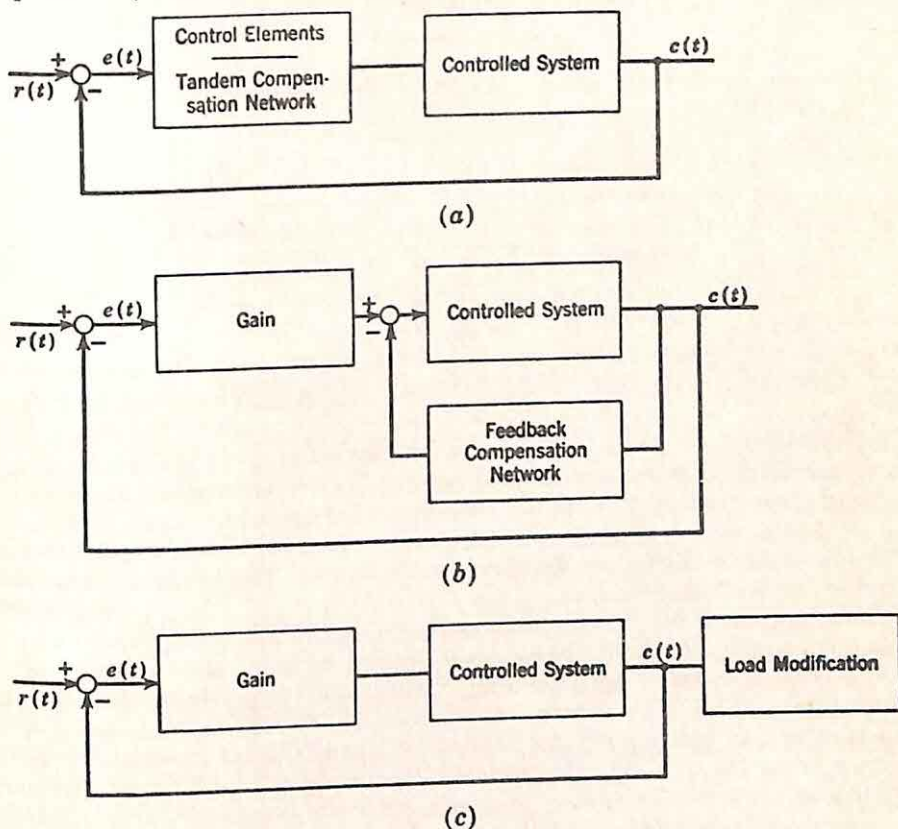 Control Elements
Tandem Compen-
sation Network
Controlled System
+
e(t)
r(t)
−
c(t)
(a)
Gain
Controlled System
+
e(t)
r(t)
−
+
−
c(t)
Feedback
Compensation
Network
(b)
Gain
Controlled System
Load Modification
+
e(t)
r(t)
−
c(t)
(c)